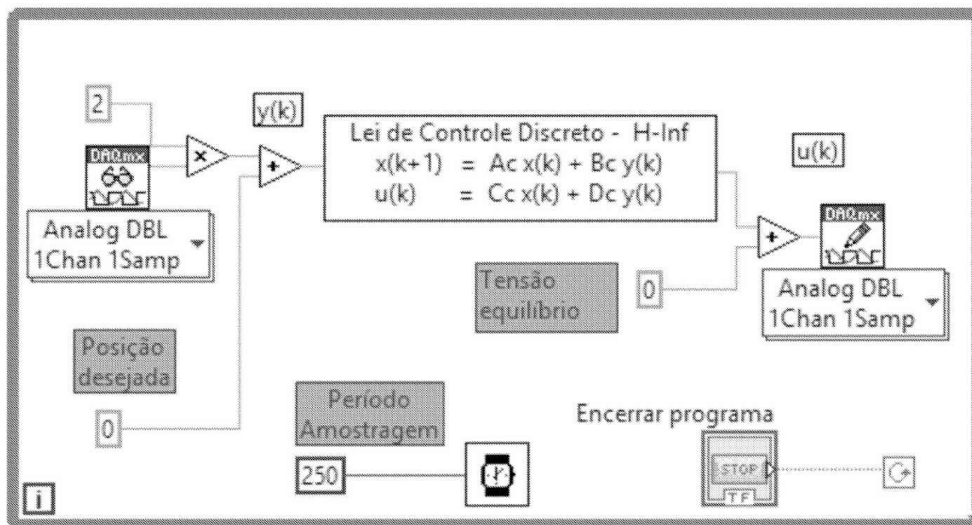 2
y(k)
DAQmx
Analog DBL
1Chan 1Samp
x
+
Lei de Controle Discreto - H-Inf
x(k+1) = Ac x(k) + Bc y(k)
u(k) = Cc x(k) + Dc y(k)
u(k)
+
DAQmx
Analog DBL
1Chan 1Samp
Tensão
equilíbrio
0
Posição
desejada
0
Período
Amostragem
250
Encerrar programa
STOP
TF
i